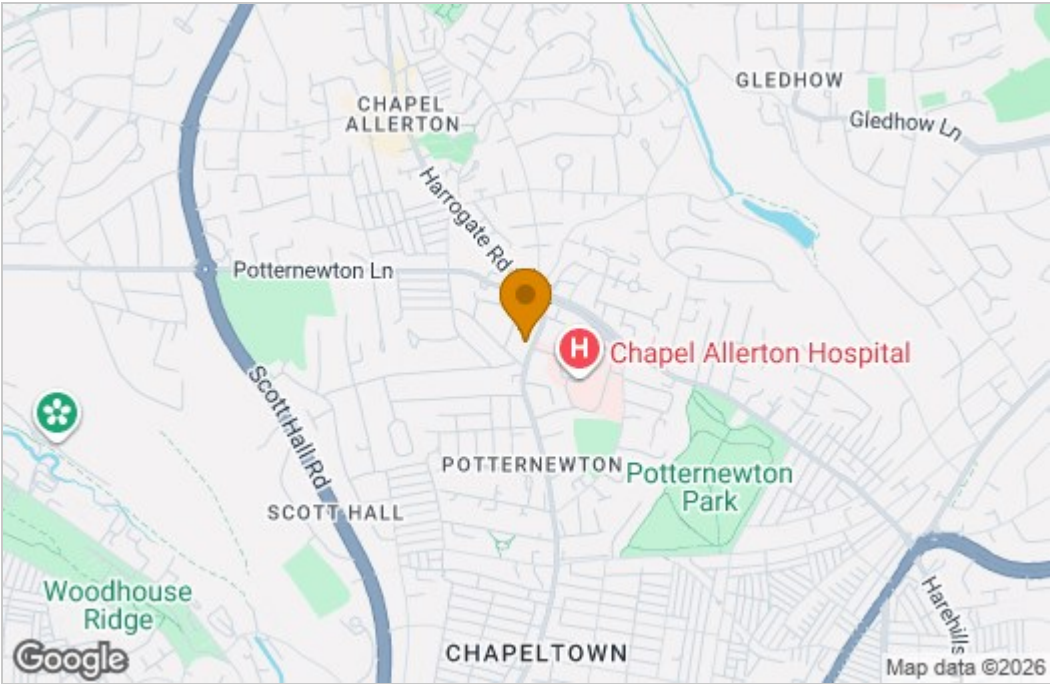 GLEDHOW
CHAPEL
ALLERTON
Gledhow Ln
Harrogate Rd
Potternewton Ln
H
Chapel Allerton Hospital
Scott Hall Rd
POTTERNEWTON
Potternewton
Park
SCOTT HALL
Woodhouse
Ridge
Harehills
CHAPELTOWN
Google
Map data ©2026